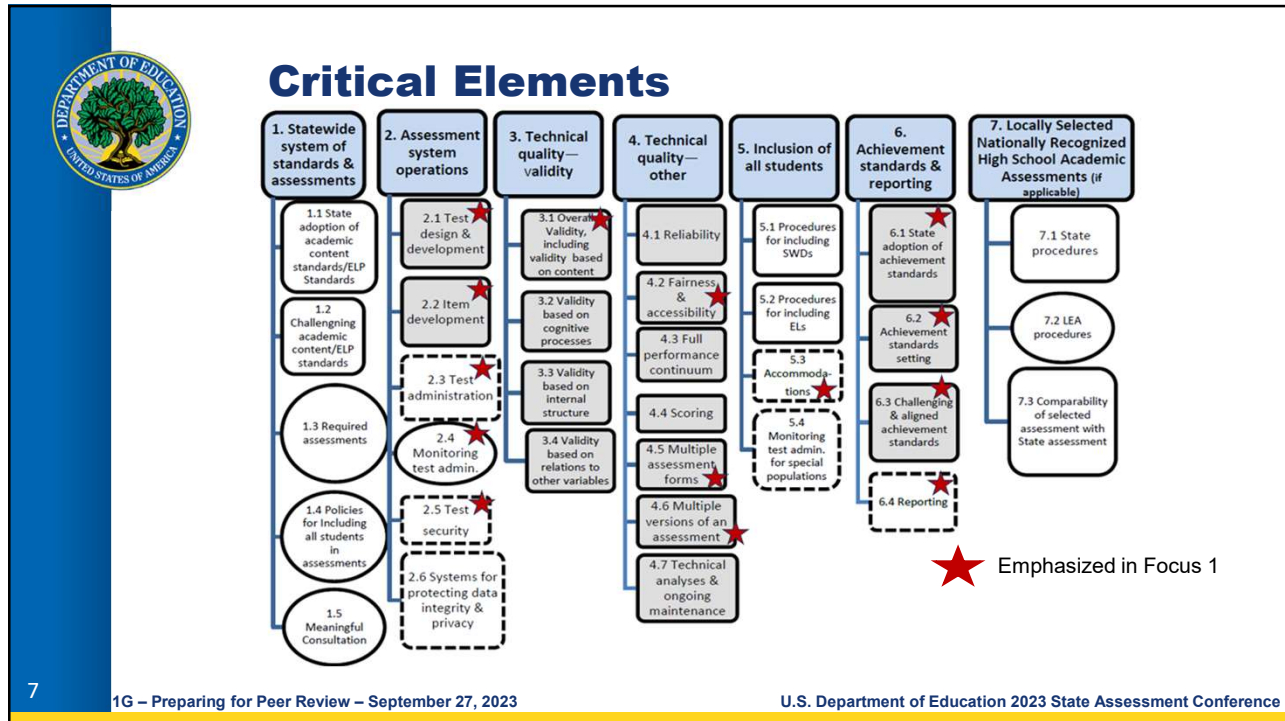 DEPARTMENT OF EDUCATION
UNITED STATES OF AMERICA
Critical Elements
1. Statewide
system of
standards &
assessments
1.1 State
adoption of
academic
content
standards/ELP
Standards
1.2
Challengning
academic
content/ELP
standards
1.3 Required
assessments
1.4 Policies
for Including
all students
in
assessments
1.5
Meaningful
Consultation
2. Assessment
system
operations
2.1 Test
design &
development
2.2 Item
development
2.3 Test
administration
2.4
Monitoring
test admin.
2.5 Test
security
2.6 Systems for
protecting data
integrity &
privacy
3. Technical
quality—
validity
3.1 Overall
Validity,
including
validity based
on content
3.2 Validity
based on
cognitive
processes
3.3 Validity
based on
internal
structure
3.4 Validity
based on
relations to
other variables
4. Technical
quality—
other
4.1 Reliability
4.2 Fairness
&
accessibility
4.3 Full
performance
continuum
4.4 Scoring
4.5 Multiple
assessment
forms
4.6 Multiple
versions of an
assessment
4.7 Technical
analyses &
ongoing
maintenance
5. Inclusion of
all students
5.1 Procedures
for including
SWDs
5.2 Procedures
for including
ELs
5.3
Accommoda-
tions
5.4
Monitoring
test admin.
for special
populations
6.
Achievement
standards &
reporting
6.1 State
adoption of
achievement
standards
6.2
Achievement
standards
setting
6.3 Challenging
& aligned
achievement
standards
6.4 Reporting
7. Locally Selected
Nationally Recognized
High School Academic
Assessments (if
applicable)
7.1 State
procedures
7.2 LEA
procedures
7.3 Comparability
of selected
assessment with
State assessment
Emphasized in Focus 1
7
1G – Preparing for Peer Review – September 27, 2023
U.S. Department of Education 2023 State Assessment Conference